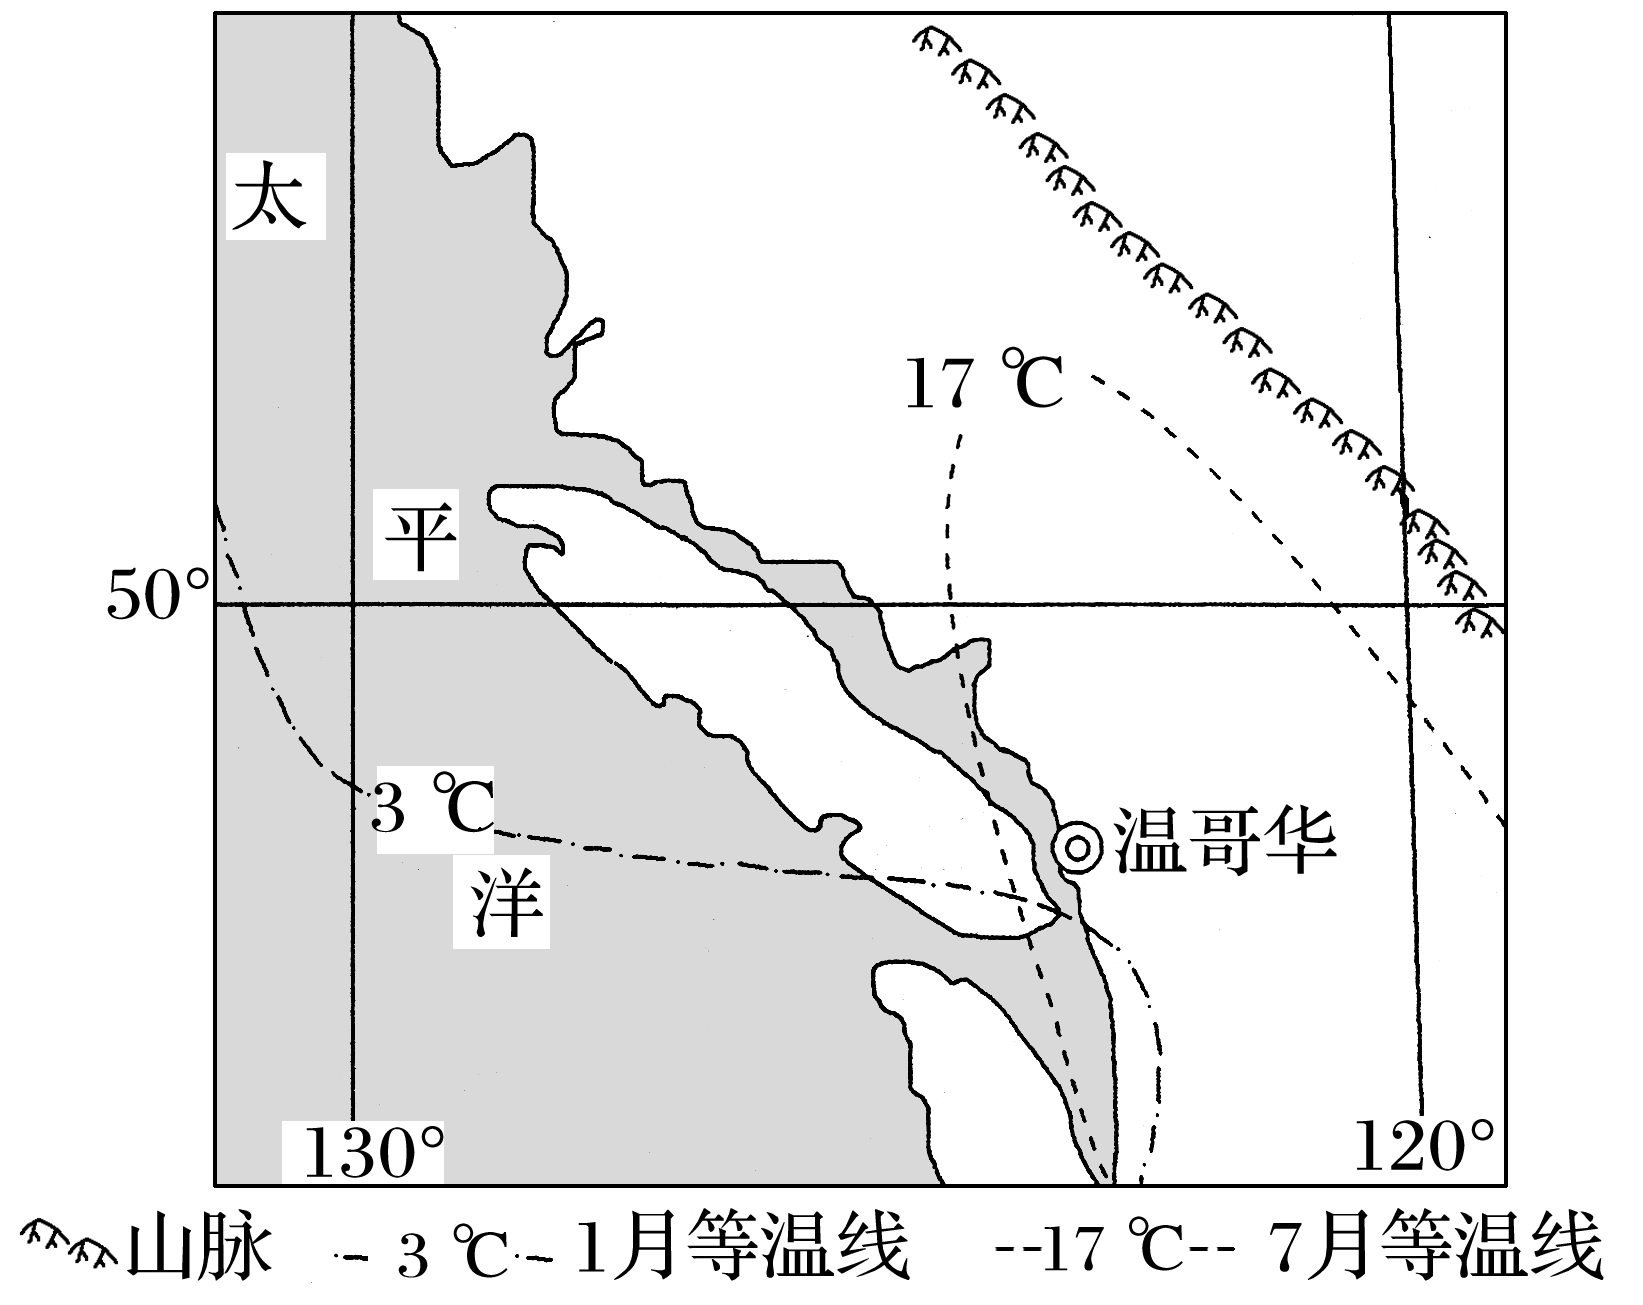 太
17 ℃
平
50°
3 ℃
温哥华
洋
130°
120°
山脉 3 ℃ 1月等温线 --17 ℃-- 7月等温线